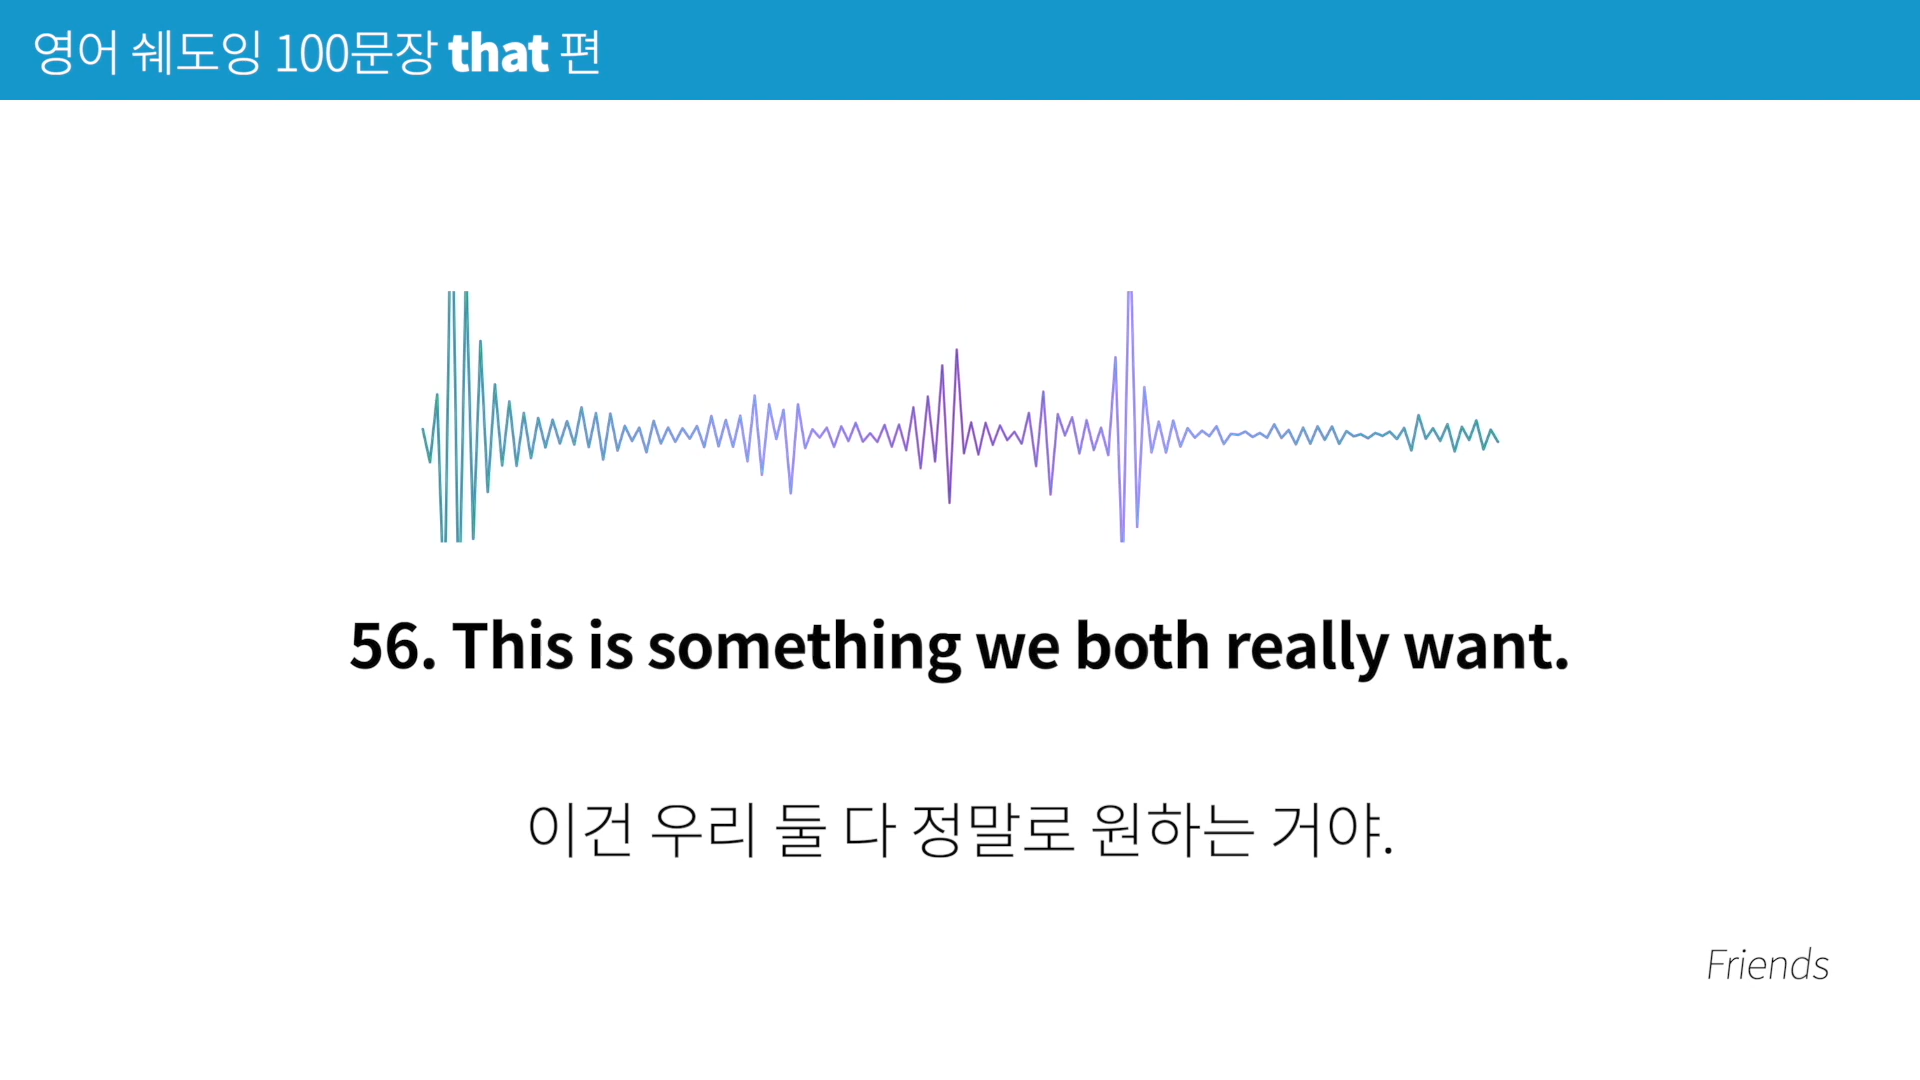 영어 쉐도잉 100문장 that 편
56. This is something we both really want.
이건 우리 둘 다 정말로 원하는 거야.
Friends